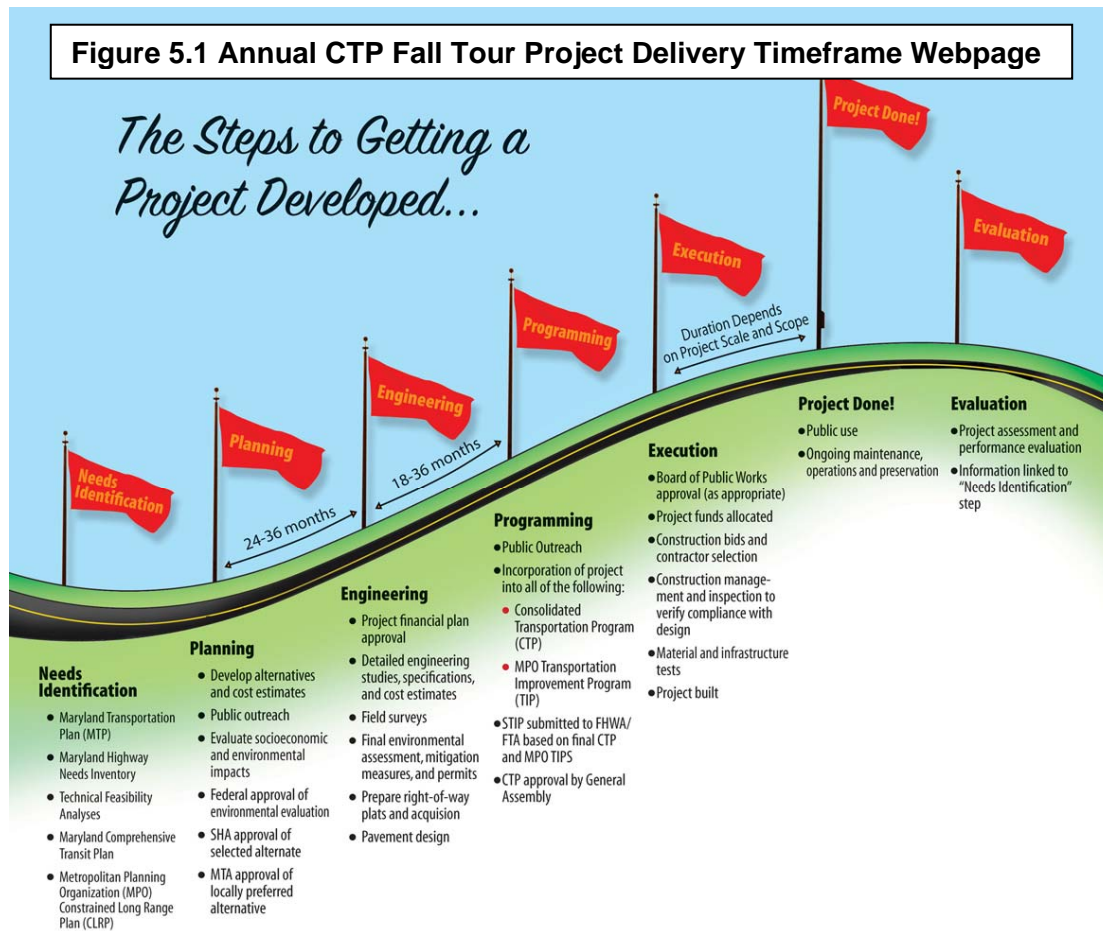 Figure 5.1 Annual CTP Fall Tour Project Delivery Timeframe Webpage
The Steps to Getting a
Project Developed...
Needs
Identification
Planning
Engineering
Programming
Execution
Project Done!
Evaluation
24-36 months
18-36 months
Duration Depends
on Project Scale and Scope
Needs
Identification
● Maryland Transportation
Plan (MTP)
● Maryland Highway
Needs Inventory
● Technical Feasibility
Analyses
● Maryland Comprehensive
Transit Plan
● Metropolitan Planning
Organization (MPO)
Constrained Long Range
Plan (CLRP)
Planning
● Develop alternatives
and cost estimates
● Public outreach
● Evaluate socioeconomic
and environmental
impacts
● Federal approval of
environmental evaluation
● SHA approval of
selected alternate
● MTA approval of
locally preferred
alternative
Engineering
● Project financial plan
approval
● Detailed engineering
studies, specifications,
and cost estimates
● Field surveys
● Final environmental
assessment, mitigation
measures, and permits
● Prepare right-of-way
plats and acquision
● Pavement design
Programming
● Public Outreach
● Incorporation of project
into all of the following:
● Consolidated
Transportation Program
(CTP)
● MPO Transportation
Improvement Program
(TIP)
● STIP submitted to FHWA/
FTA based on final CTP
and MPO TIPS
● CTP approval by General
Assembly
Execution
● Board of Public Works
approval (as appropriate)
● Project funds allocated
● Construction bids and
contractor selection
● Construction manage-
ment and inspection to
verify compliance with
design
● Material and infrastructure
tests
● Project built
Project Done!
● Public use
● Ongoing maintenance,
operations and preservation
Evaluation
● Project assessment and
performance evaluation
● Information linked to
“Needs Identification”
step